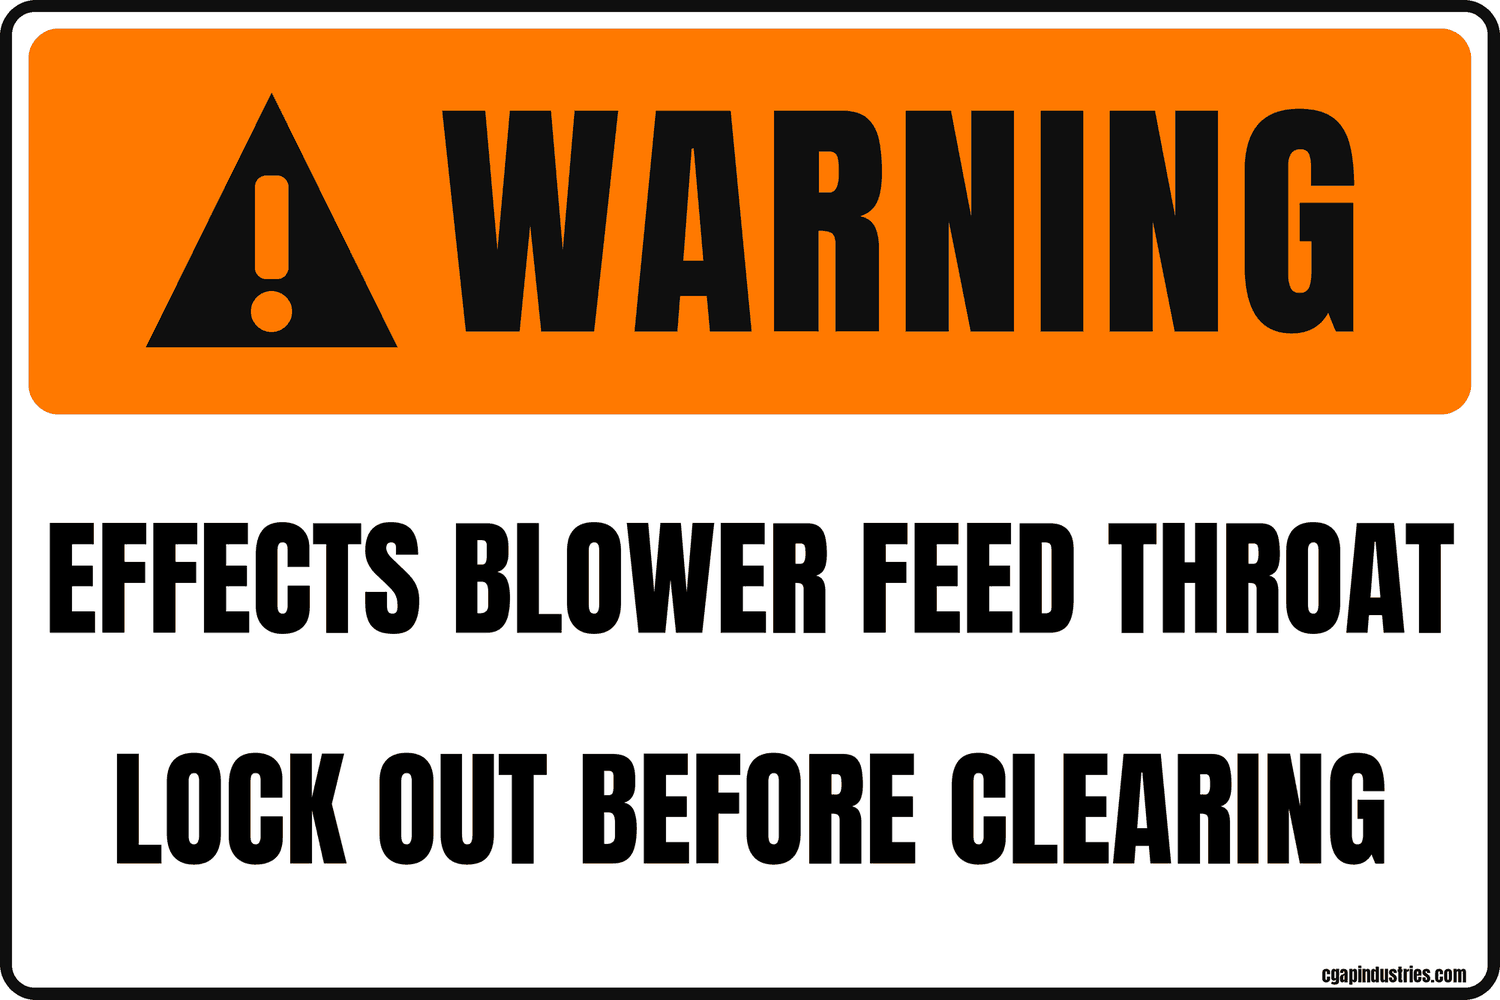 WARNING
EFFECTS BLOWER FEED THROAT
LOCK OUT BEFORE CLEARING
cgapindustries.com